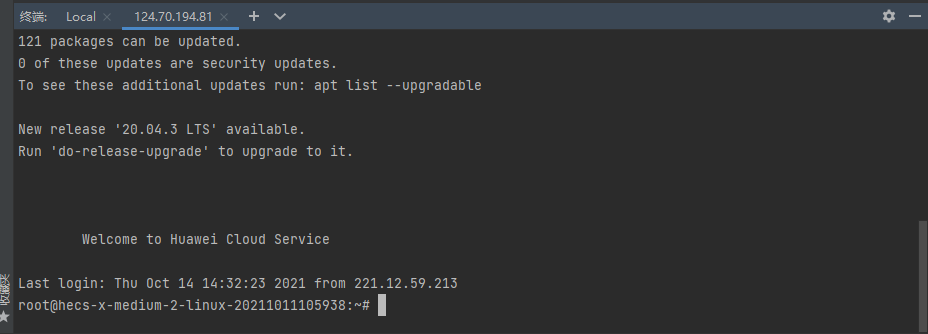 终端: Local × 124.70.194.81 × +
121 packages can be updated.
0 of these updates are security updates.
To see these additional updates run: apt list --upgradable
New release '20.04.3 LTS' available.
Run 'do-release-upgrade' to upgrade to it.
Welcome to Huawei Cloud Service
Last login: Thu Oct 14 14:32:23 2021 from 221.12.59.213
root@hecs-x-medium-2-linux-20211011105938:~#
收藏夹